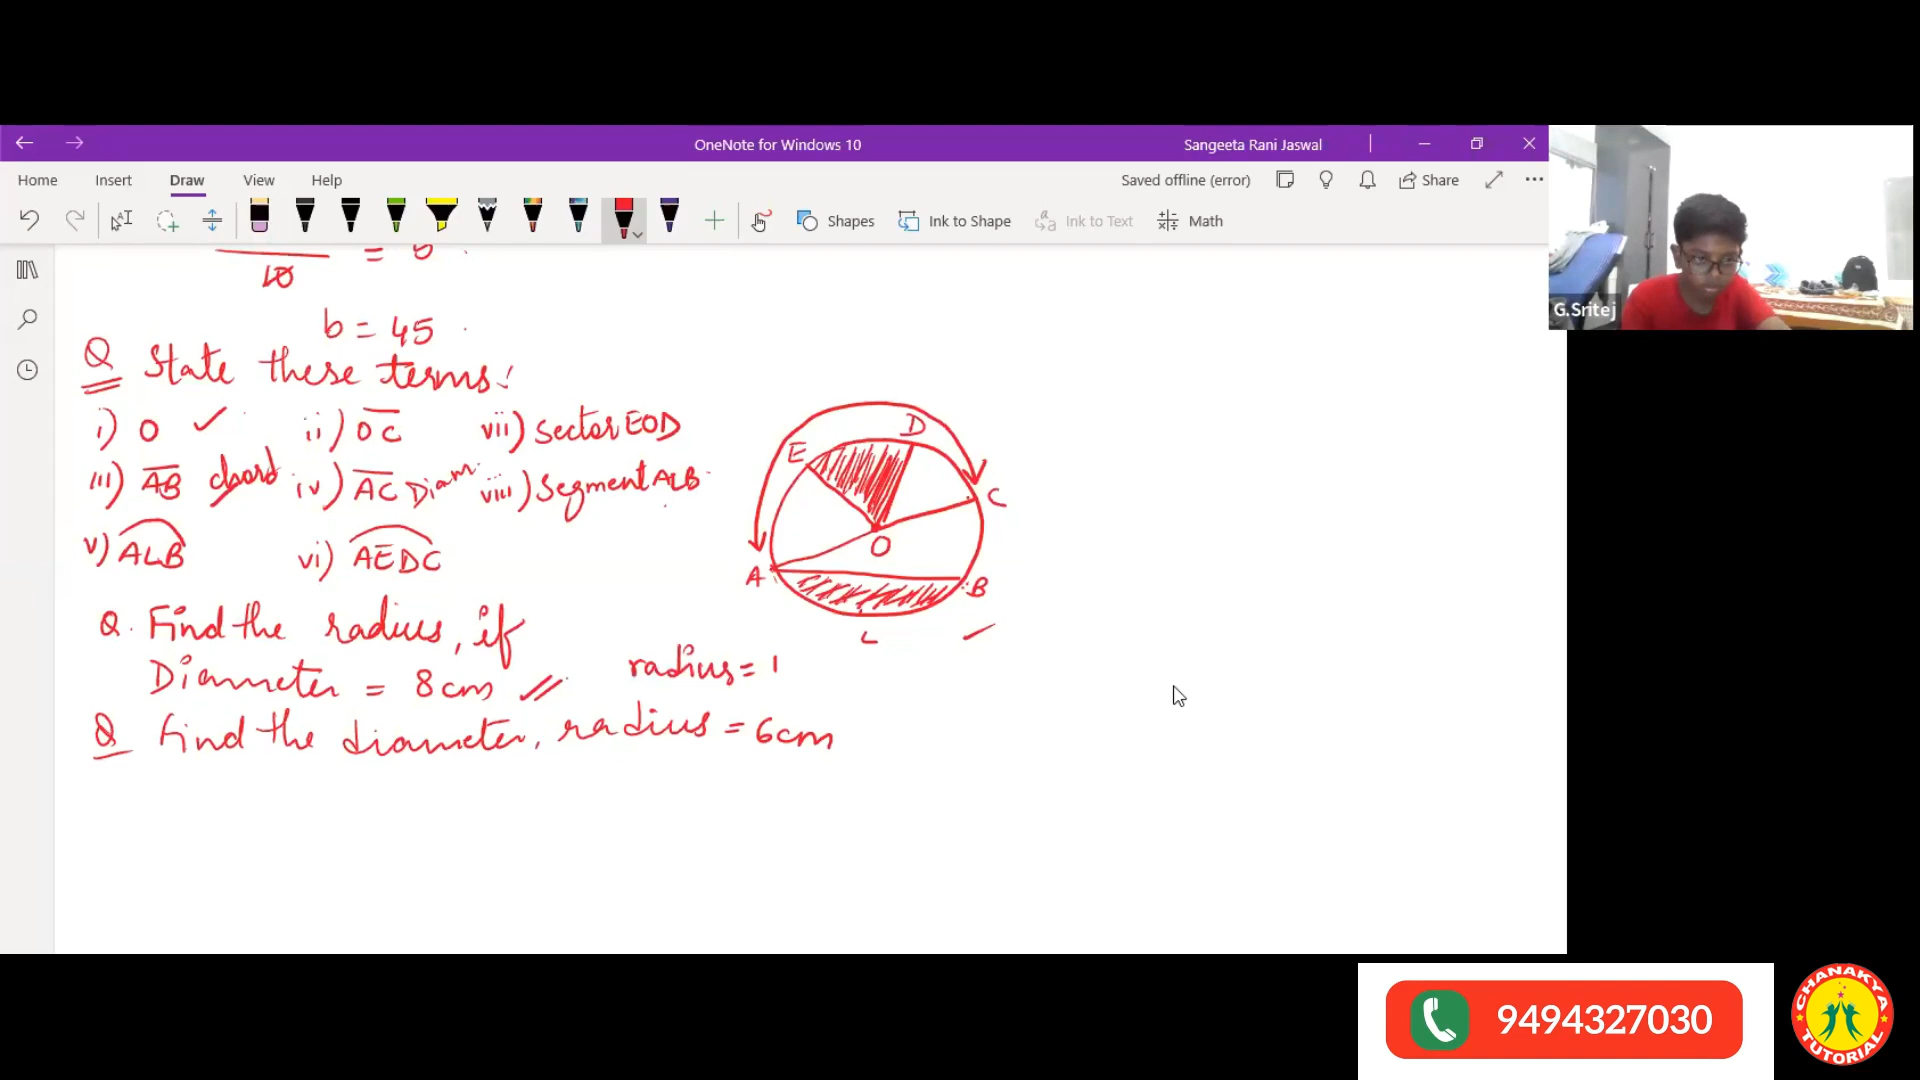 OneNote for Windows 10
Sangeeta Rani Jaswal
Home Insert Draw View Help
Saved offline (error) Share
Shapes Ink to Shape Ink to Text Math
G.Sritej
10 =
b = 45
Q State these terms:
i) O ii) OC vii) sector EOD
iii) AB chord iv) AC Diam. viii) Segment ALB
v) ALB vi) AEDC
E D C O A B L
Q. Find the radius, if
Diameter = 8cm radius = 1
Q Find the diameter, radius = 6cm
9494327030
CHANAKYA
TUTORIAL